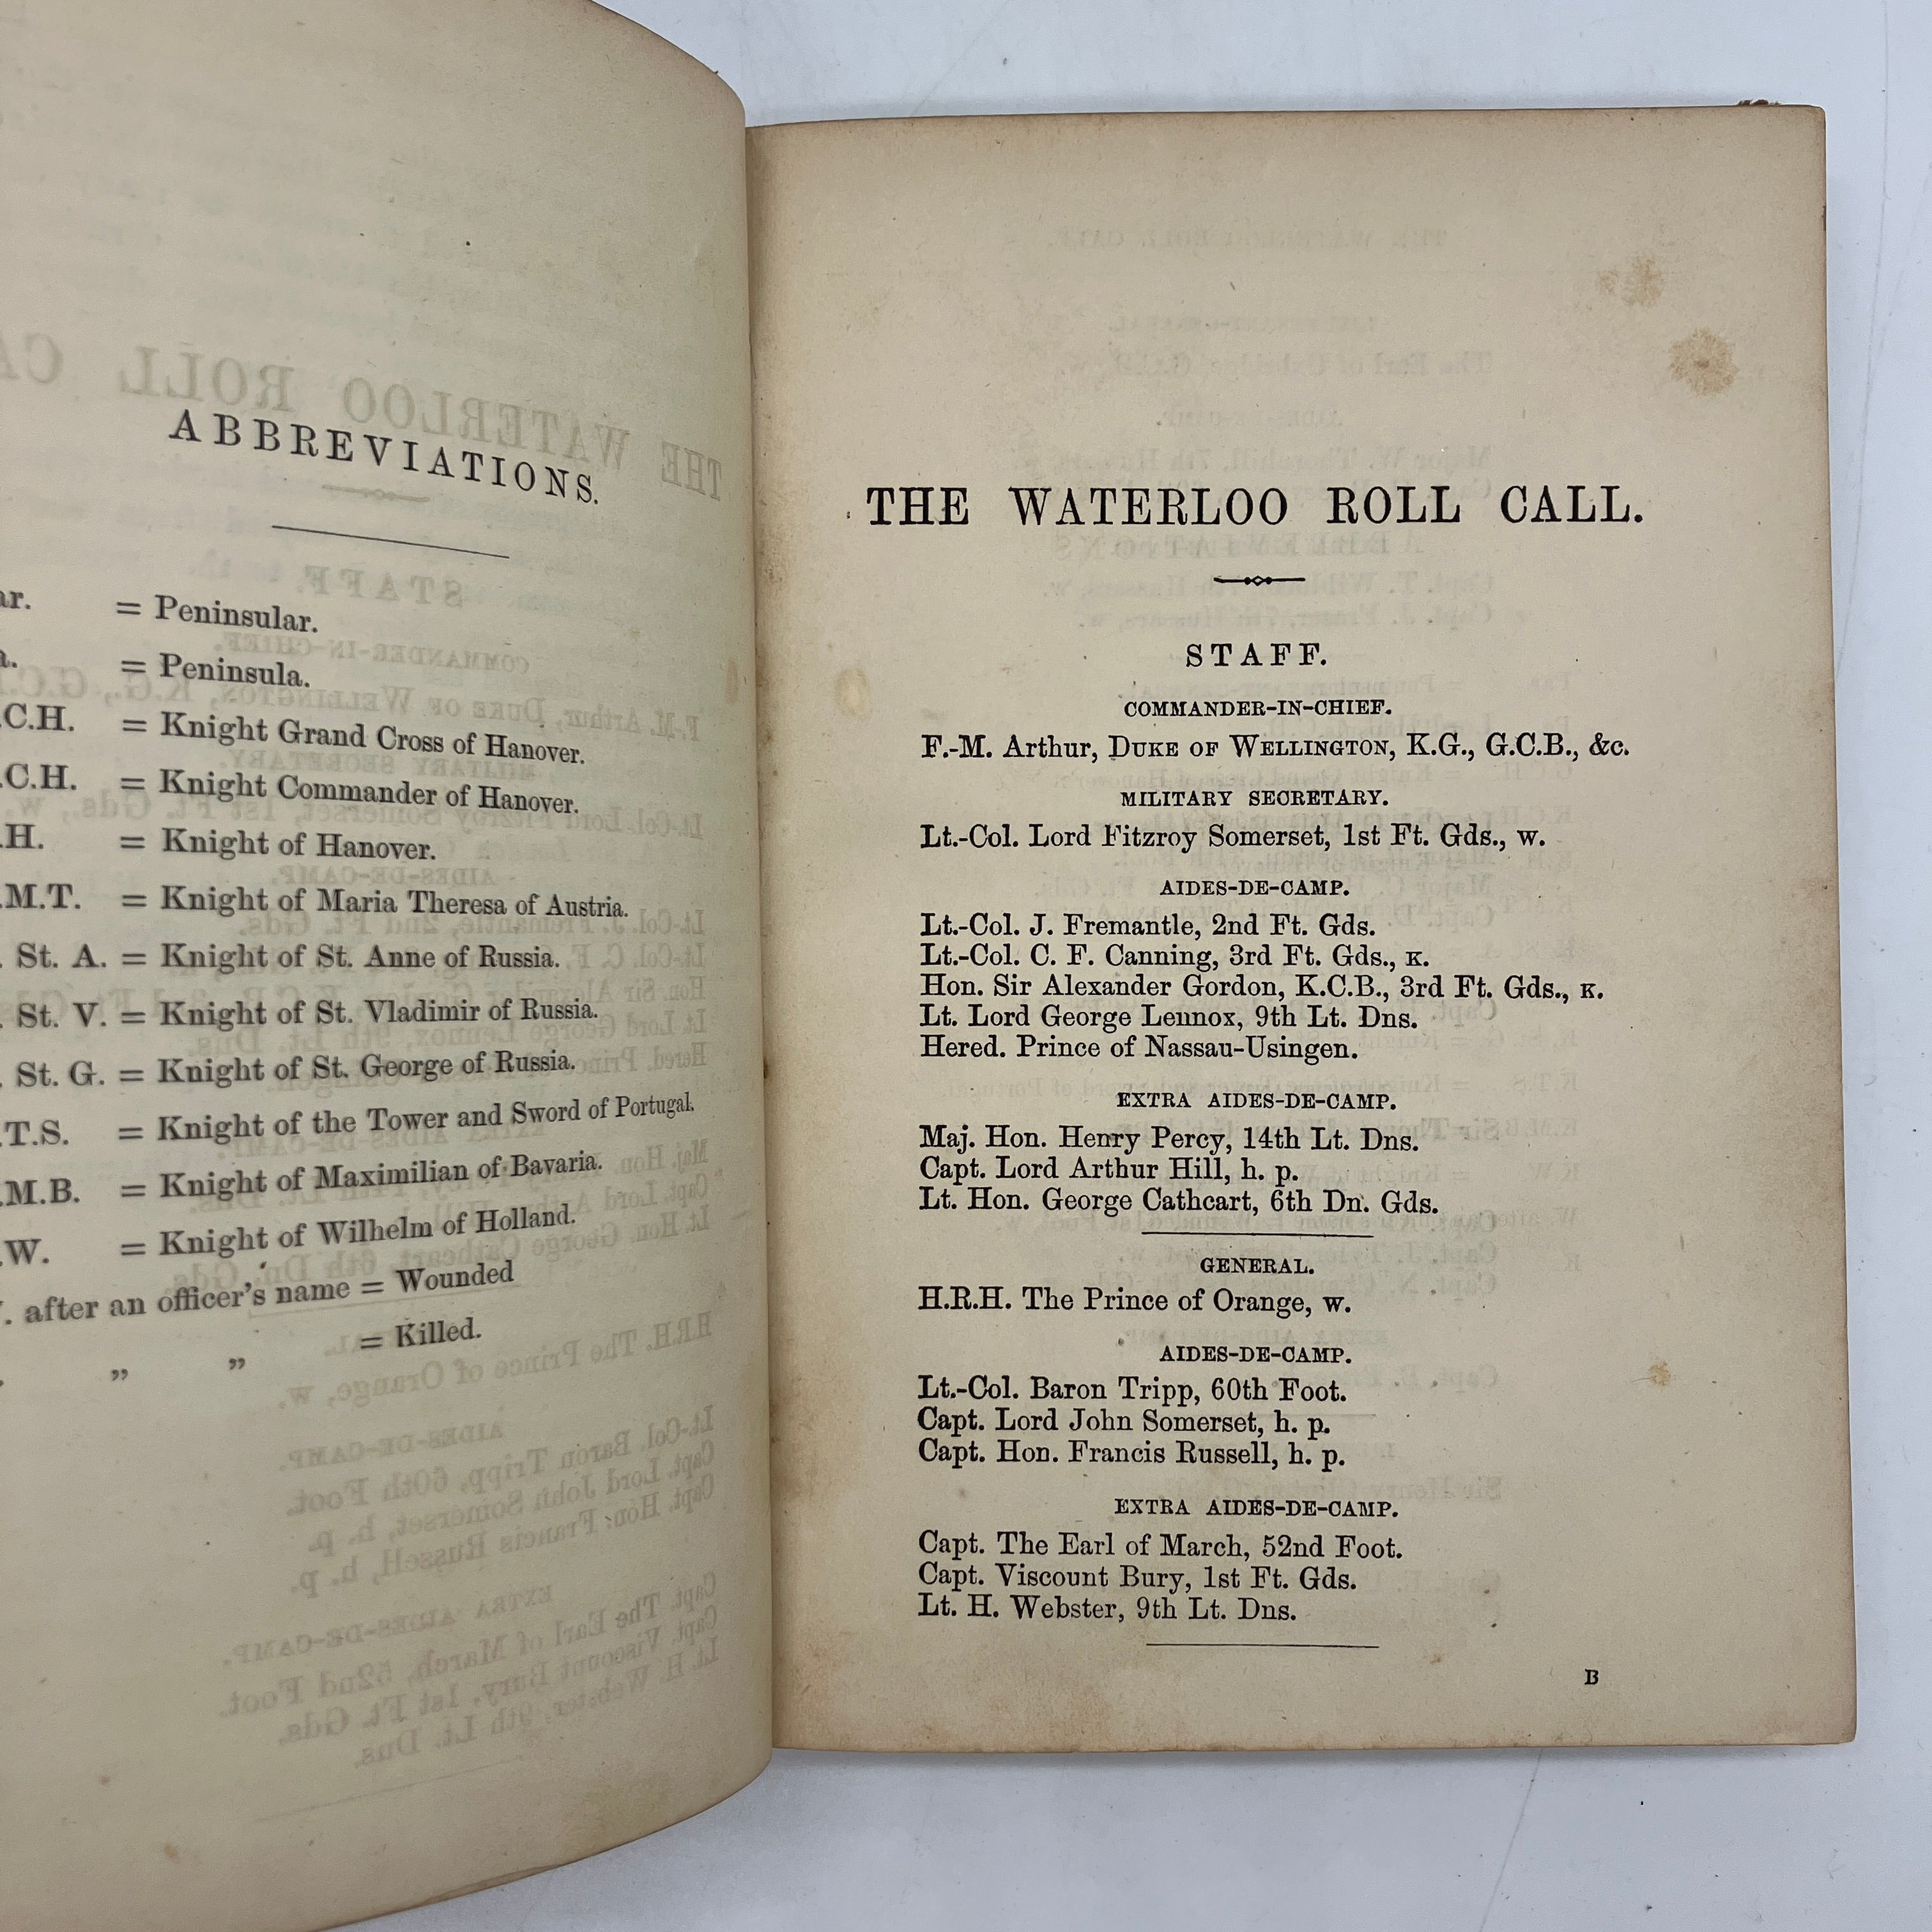 ABBREVIATIONS.
ar. = Peninsular.
a. = Peninsula.
.C.H. = Knight Grand Cross of Hanover.
.C.H. = Knight Commander of Hanover.
.H. = Knight of Hanover.
.M.T. = Knight of Maria Theresa of Austria.
. St. A. = Knight of St. Anne of Russia.
. St. V. = Knight of St. Vladimir of Russia.
. St. G. = Knight of St. George of Russia.
.T.S. = Knight of the Tower and Sword of Portugal.
.M.B. = Knight of Maximilian of Bavaria.
.W. = Knight of Wilhelm of Holland.
. after an officer's name = Wounded
. „ „ = Killed.
THE WATERLOO ROLL CALL.
STAFF.
COMMANDER-IN-CHIEF.
F.-M. Arthur, DUKE OF WELLINGTON, K.G., G.C.B., &c.
MILITARY SECRETARY.
Lt.-Col. Lord Fitzroy Somerset, 1st Ft. Gds., w.
AIDES-DE-CAMP.
Lt.-Col. J. Fremantle, 2nd Ft. Gds.
Lt.-Col. C. F. Canning, 3rd Ft. Gds., K.
Hon. Sir Alexander Gordon, K.C.B., 3rd Ft. Gds., K.
Lt. Lord George Lennox, 9th Lt. Dns.
Hered. Prince of Nassau-Usingen.
EXTRA AIDES-DE-CAMP.
Maj. Hon. Henry Percy, 14th Lt. Dns.
Capt. Lord Arthur Hill, h. p.
Lt. Hon. George Cathcart, 6th Dn. Gds.
GENERAL.
H.R.H. The Prince of Orange, w.
AIDES-DE-CAMP.
Lt.-Col. Baron Tripp, 60th Foot.
Capt. Lord John Somerset, h. p.
Capt. Hon. Francis Russell, h. p.
EXTRA AIDES-DE-CAMP.
Capt. The Earl of March, 52nd Foot.
Capt. Viscount Bury, 1st Ft. Gds.
Lt. H. Webster, 9th Lt. Dns.
B